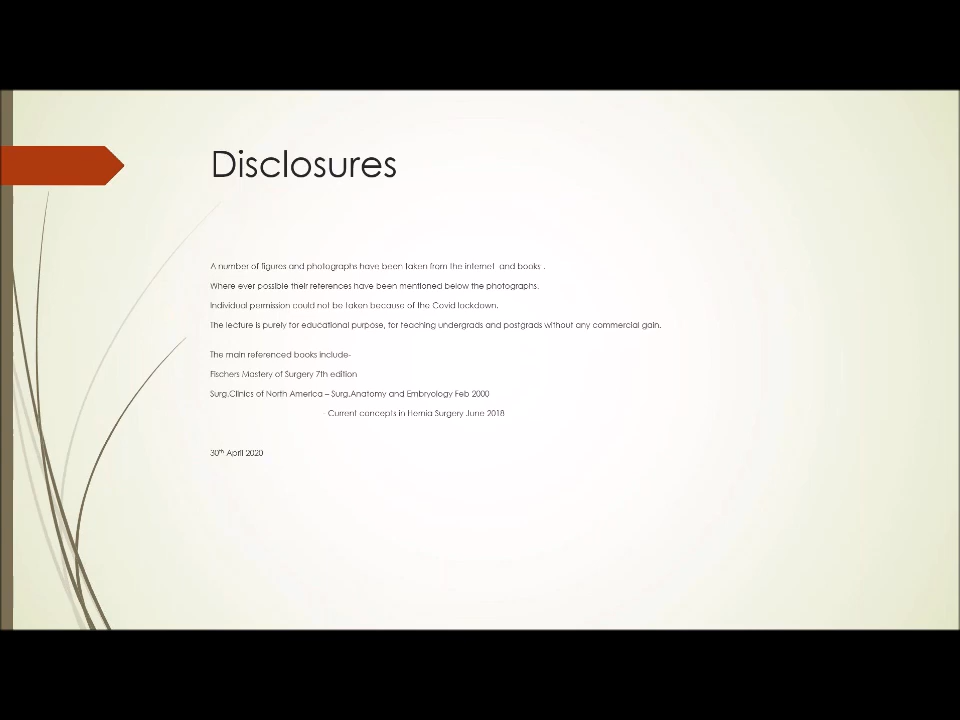 Disclosures
A number of figures and photographs have been taken from the internet and books .
Where ever possible their references have been mentioned below the photographs.
Individual permission could not be taken because of the Covid lockdown.
The lecture is purely for educational purpose, for teaching undergrads and postgrads without any commercial gain.
The main referenced books include-
Fischers Mastery of Surgery 7th edition
Surg.Clinics of North America – Surg.Anatomy and Embryology Feb 2000
- Current concepts in Hernia Surgery June 2018
30th April 2020